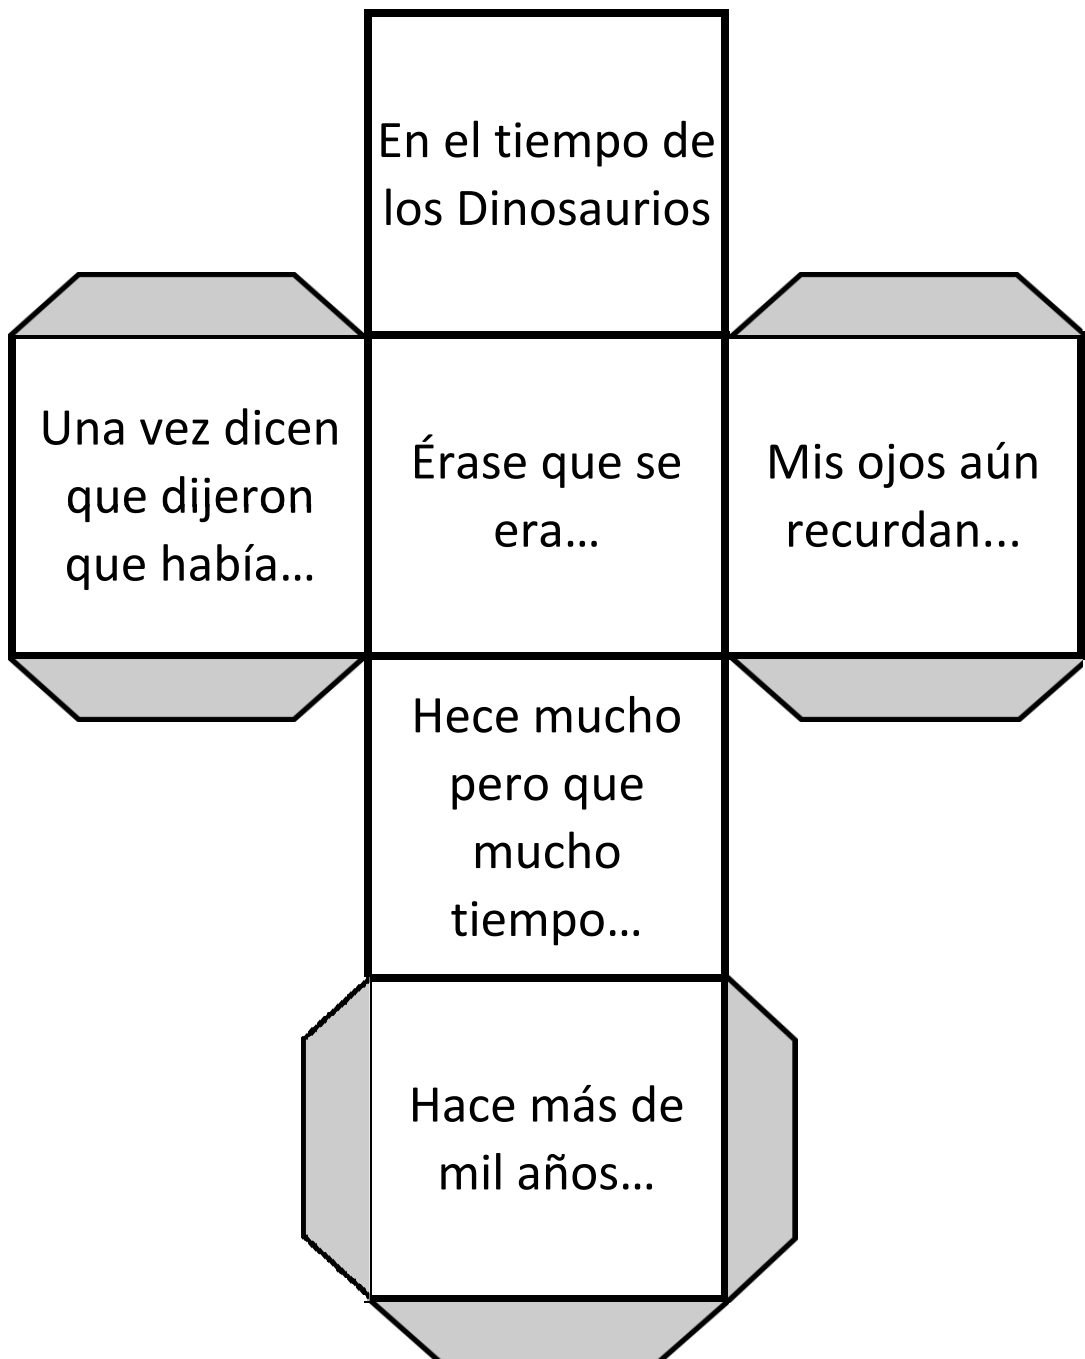 En el tiempo de
los Dinosaurios
Una vez dicen
que dijeron
que había...
Érase que se
era...
Mis ojos aún
recurdan...
Hece mucho
pero que
mucho
tiempo...
Hace más de
mil años...